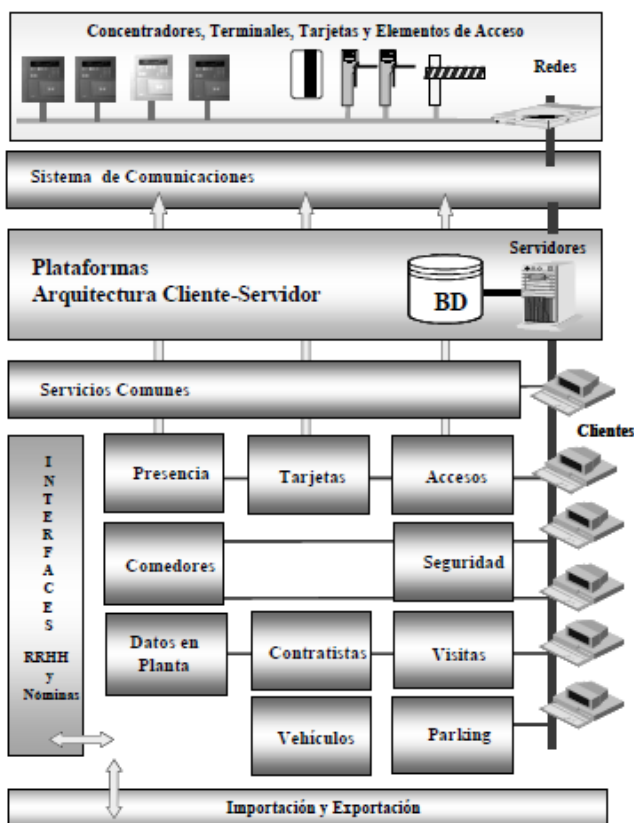 Concentradores, Terminales, Tarjetas y Elementos de Acceso
Redes
Sistema de Comunicaciones
Servidores
Plataformas
Arquitectura Cliente-Servidor
BD
Servicios Comunes
Clientes
I
N
T
E
R
F
A
C
E
S
RRHH
y
Nóminas
Presencia
Tarjetas
Accesos
Comedores
Seguridad
Datos en
Planta
Contratistas
Visitas
Vehículos
Parking
Importación y Exportación